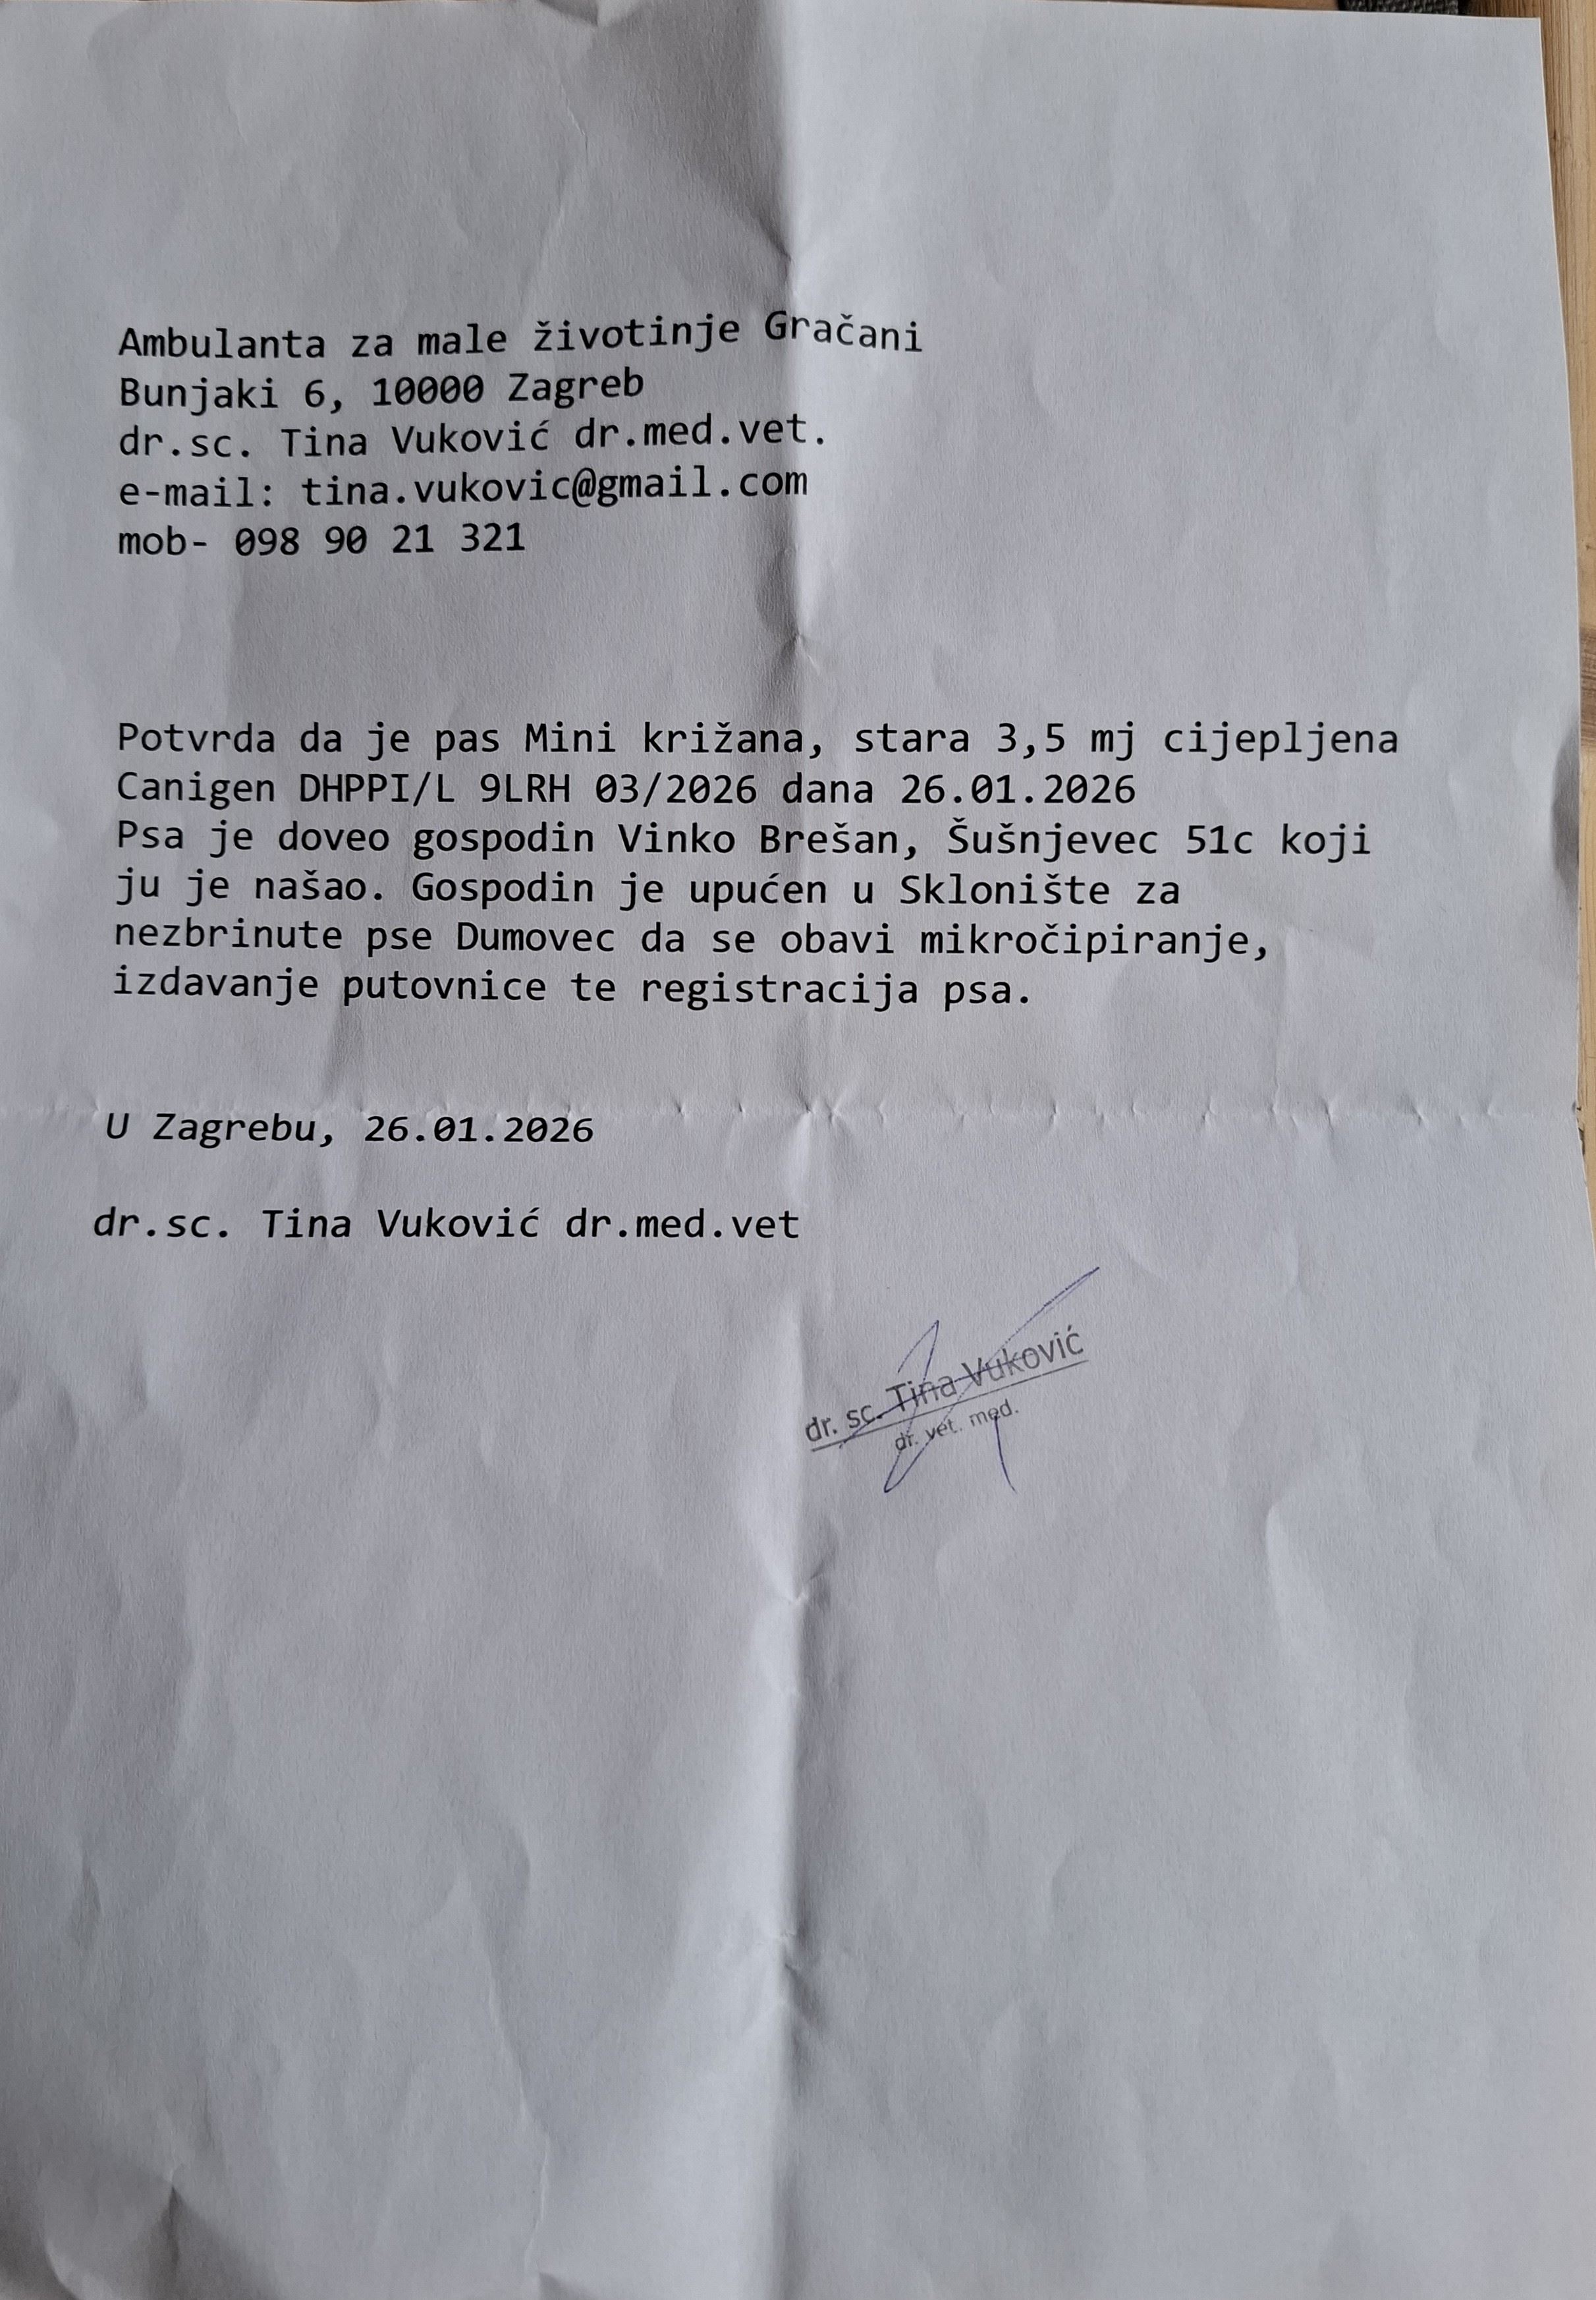 Ambulanta za male životinje Gračani
Bunjaki 6, 10000 Zagreb
dr.sc. Tina Vuković dr.med.vet.
e-mail: tina.vukovic@gmail.com
mob- 098 90 21 321
Potvrda da je pas Mini križana, stara 3,5 mj cijepljena
Canigen DHPPI/L 9LRH 03/2026 dana 26.01.2026
Psa je doveo gospodin Vinko Brešan, Šušnjevec 51c koji
ju je našao. Gospodin je upućen u Sklonište za
nezbrinute pse Dumovec da se obavi mikročipiranje,
izdavanje putovnice te registracija psa.
U Zagrebu, 26.01.2026
dr.sc. Tina Vuković dr.med.vet
dr. sc. Tina Vuković
dr. vet. med.